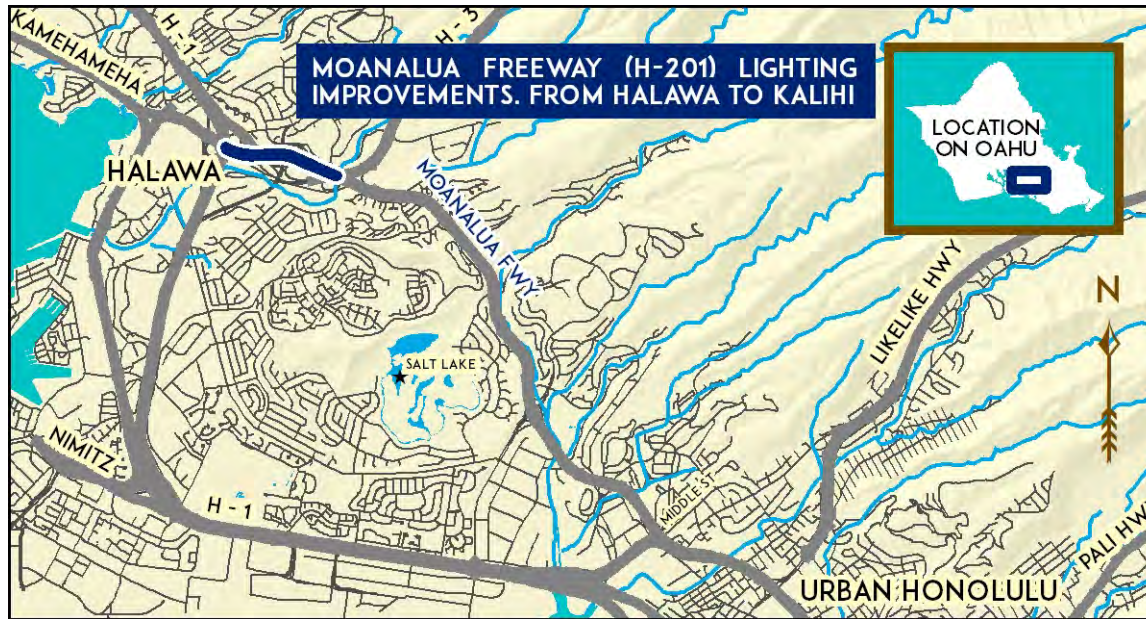 KAMEHAMEHA
H - 1
H - 3
MOANALUA FREEWAY (H-201) LIGHTING
IMPROVEMENTS. FROM HALAWA TO KALIHI
LOCATION
ON OAHU
HALAWA
MOANALUA FWY
LIKELIKE HWY
N
SALT LAKE
NIMITZ
H - 1
MIDDLE ST
PALI HW
URBAN HONOLULU